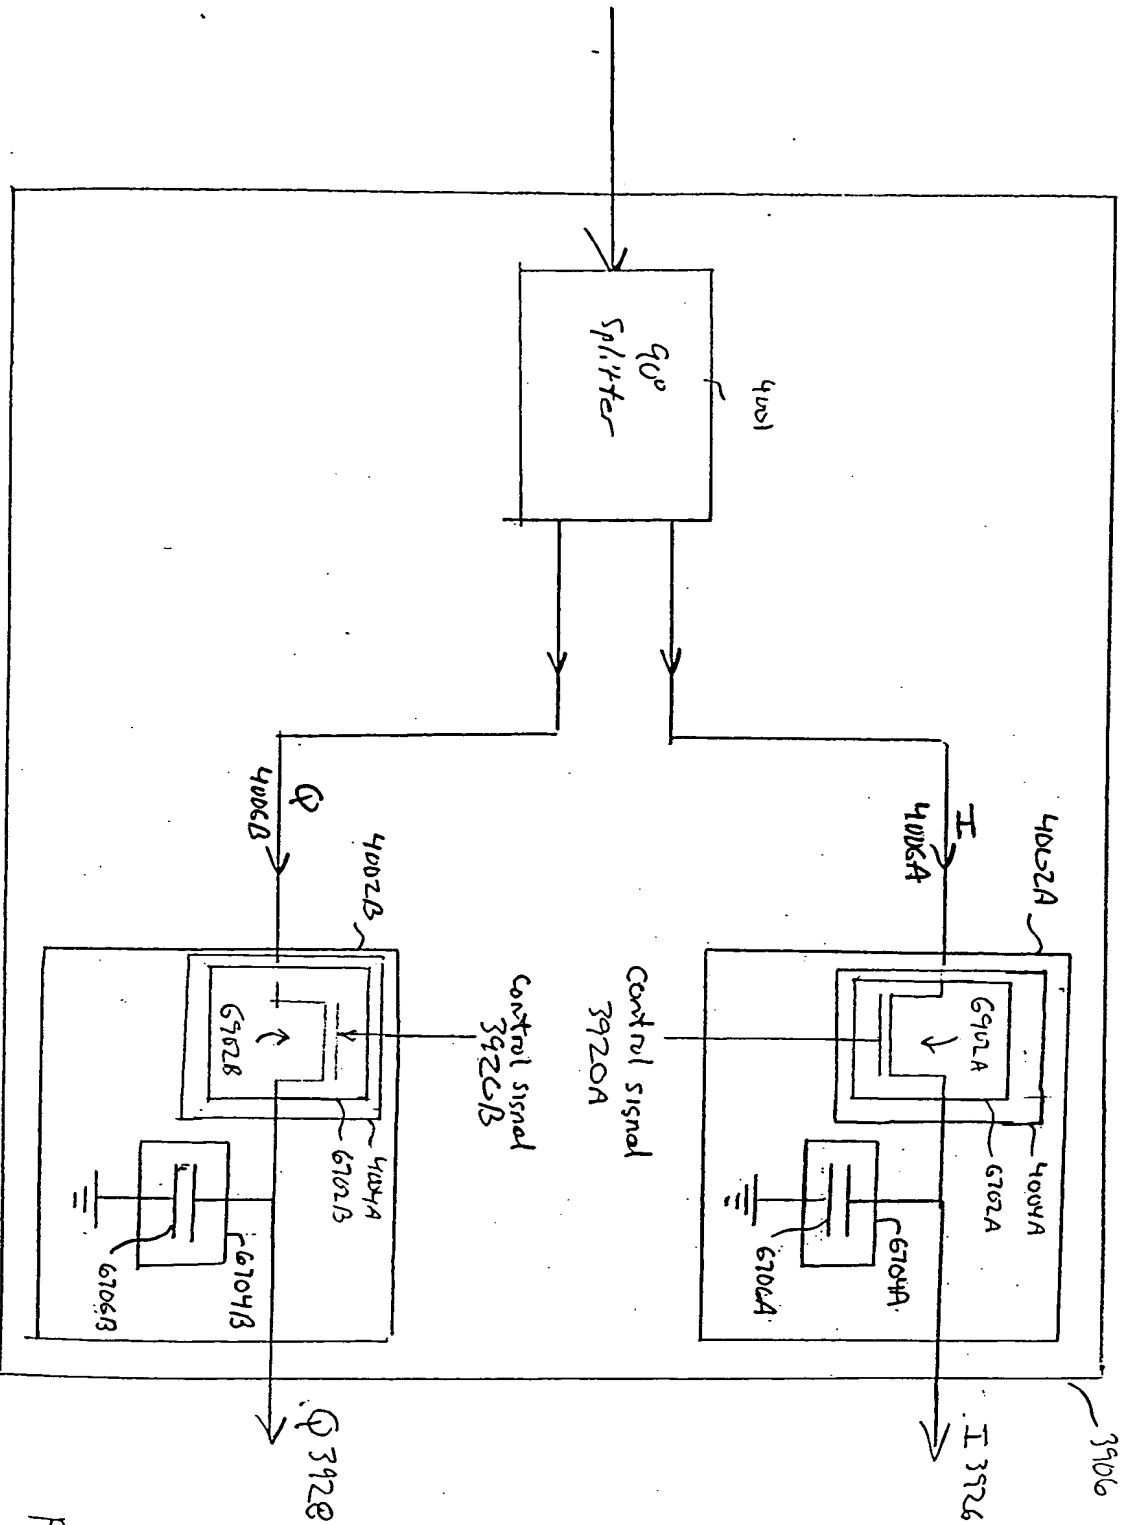 3906
4002A
I
4006A
6902A
4004A
6702A
6704A
6706A
I 3926
4001
90°
Splitter
Control signal
3920A
Control signal
3920B
4002B
Q
4006B
6902B
4004A
6702B
6704B
6706B
Q 3928
F